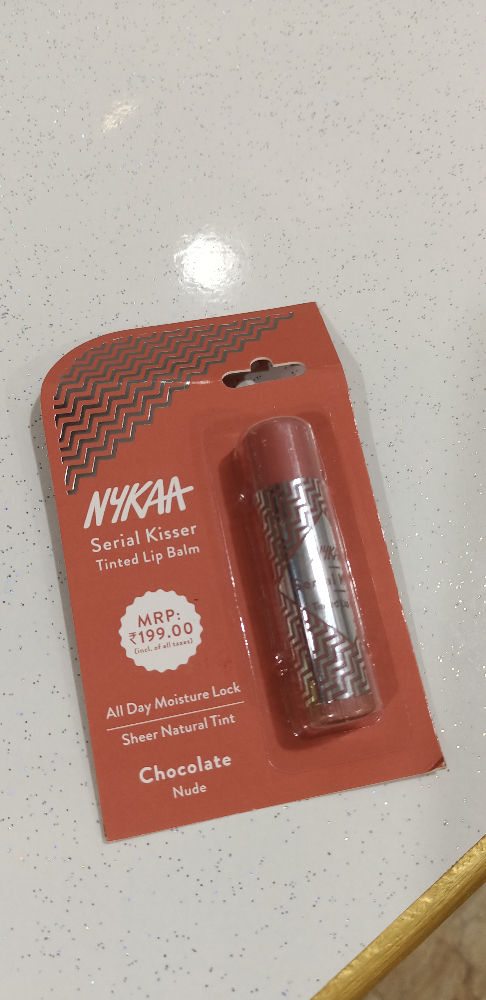 NYKAA
Serial Kisser
Tinted Lip Balm
MRP:
₹199.00
(incl. of all taxes)
All Day Moisture Lock
Sheer Natural Tint
Chocolate
Nude